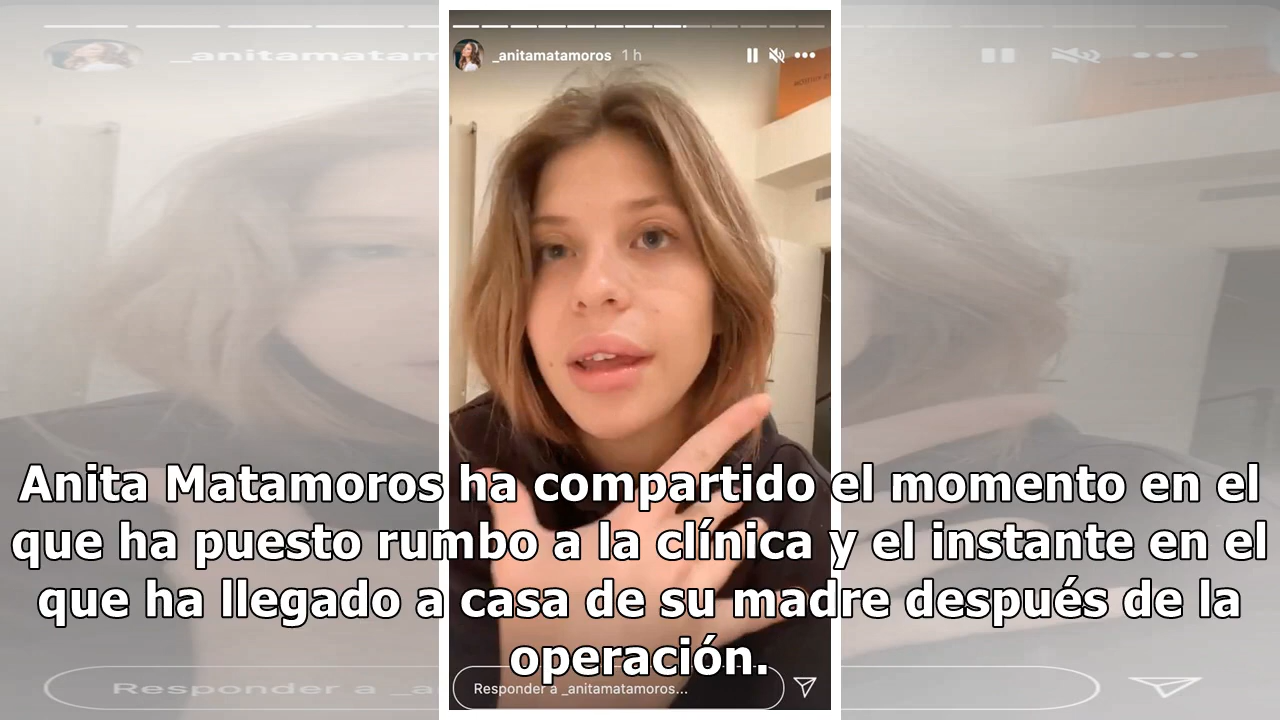 _anitamatamoros 1 h
Anita Matamoros ha compartido el momento en el
que ha puesto rumbo a la clínica y el instante en el
que ha llegado a casa de su madre después de la
operación.
Responder a _anitamatamoros...